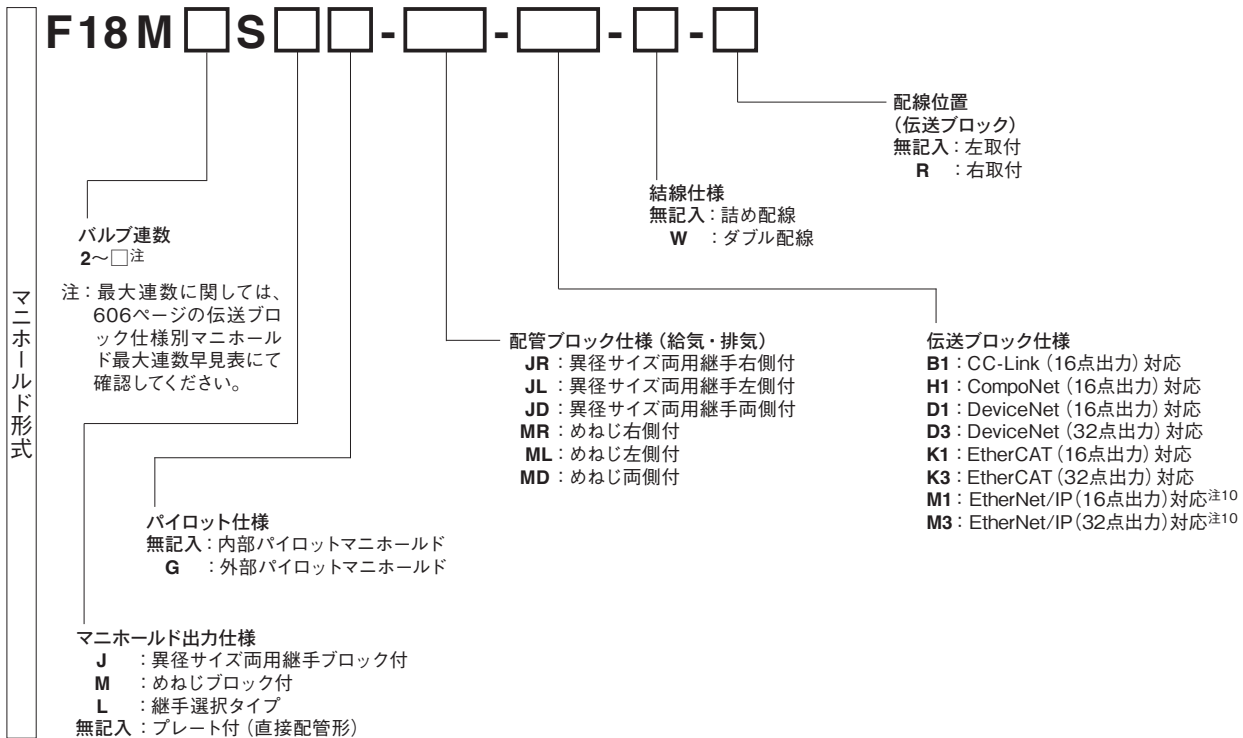 F18M□S□□-□-□-□-□
マニホールド形式
配線位置
（伝送ブロック）
無記入：左取付
R ：右取付
結線仕様
無記入：詰め配線
W ：ダブル配線
バルブ連数
2～□注
注：最大連数に関しては、
606ページの伝送ブロ
ック仕様別マニホール
ド最大連数早見表にて
確認してください。
配管ブロック仕様（給気・排気）
JR：異径サイズ両用継手右側付
JL：異径サイズ両用継手左側付
JD：異径サイズ両用継手両側付
MR：めねじ右側付
ML：めねじ左側付
MD：めねじ両側付
伝送ブロック仕様
B1：CC-Link（16点出力）対応
H1：CompoNet（16点出力）対応
D1：DeviceNet（16点出力）対応
D3：DeviceNet（32点出力）対応
K1：EtherCAT（16点出力）対応
K3：EtherCAT（32点出力）対応
M1：EtherNet/IP（16点出力）対応注10
M3：EtherNet/IP（32点出力）対応注10
パイロット仕様
無記入：内部パイロットマニホールド
G ：外部パイロットマニホールド
マニホールド出力仕様
J ：異径サイズ両用継手ブロック付
M ：めねじブロック付
L ：継手選択タイプ
無記入：プレート付（直接配管形）